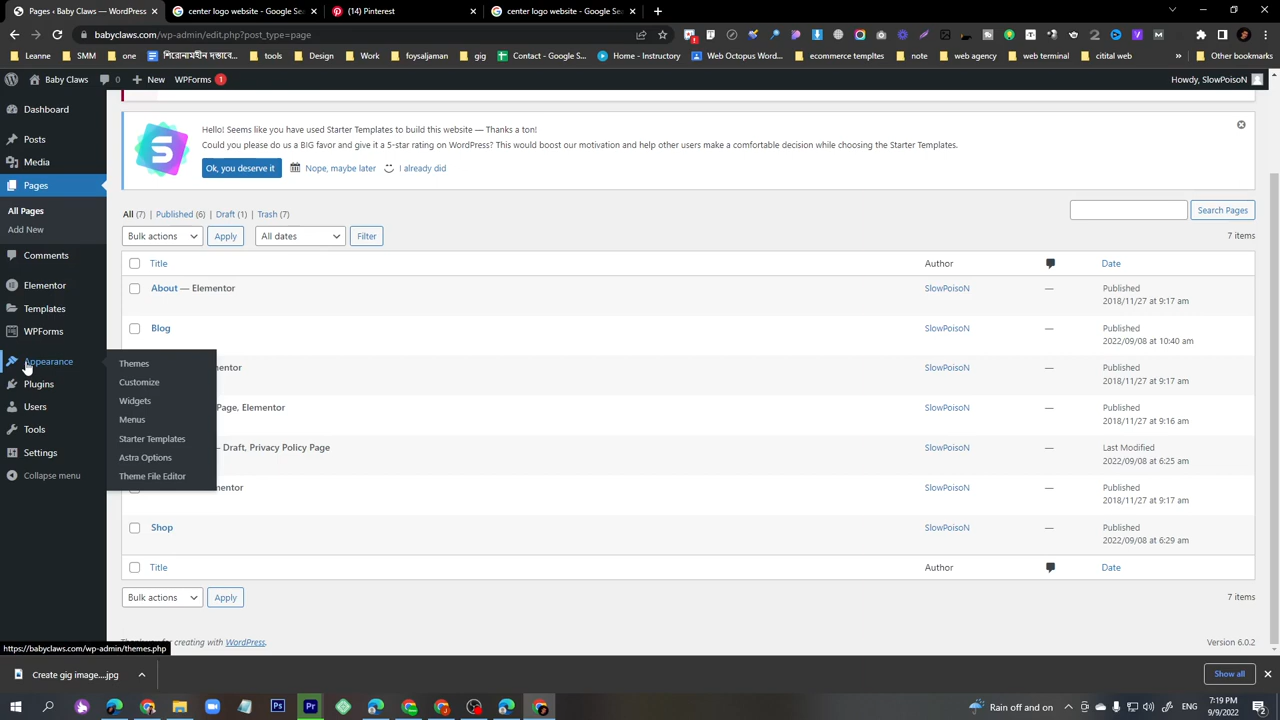 Pages ‹ Baby Claws — WordPress
center logo website - Google Sea
(14) Pinterest
center logo website - Google Sea
babyclaws.com/wp-admin/edit.php?post_type=page
Leanne
SMM
tools
Design
Work
foysaljaman
gig
Contact - Google S...
Home - Instructory
Web Octopus Wordp...
note
web agency
citital web
Other bookmarks
Baby Claws
0
New
WPForms 1
Howdy, SlowPoisoN
Dashboard
Posts
Media
Pages
All Pages
Add New
Comments
Elementor
Templates
WPForms
Appearance
Plugins
Users
Tools
Settings
Collapse menu
Themes
Customize
Widgets
Menus
Starter Templates
Astra Options
Theme File Editor
Hello! Seems like you have used Starter Templates to build this website — Thanks a ton!
Could you please do us a BIG favor and give it a 5-star rating on WordPress? This would boost our motivation and help other users make a comfortable decision while choosing the Starter Templates.
Ok, you deserve it
Nope, maybe later
I already did
All (7) | Published (6) | Draft (1) | Trash (7)
Search Pages
Bulk actions
Apply
All dates
Filter
7 items
Title
Author
Date
About — Elementor
SlowPoisoN
—
Published
2018/11/27 at 9:17 am
Blog
SlowPoisoN
—
Published
2022/09/08 at 10:40 am
SlowPoisoN
—
Published
2018/11/27 at 9:17 am
Page, Elementor
SlowPoisoN
—
Published
2018/11/27 at 9:16 am
— Draft, Privacy Policy Page
SlowPoisoN
—
Last Modified
2022/09/08 at 6:25 am
SlowPoisoN
—
Published
2018/11/27 at 9:17 am
Shop
SlowPoisoN
—
Published
2022/09/08 at 6:29 am
Title
Author
Date
Bulk actions
Apply
7 items
creating with WordPress.
Version 6.0.2
https://babyclaws.com/wp-admin/themes.php
Create gig image....jpg
Show all
Rain off and on
ENG
7:19 PM
9/9/2022
2